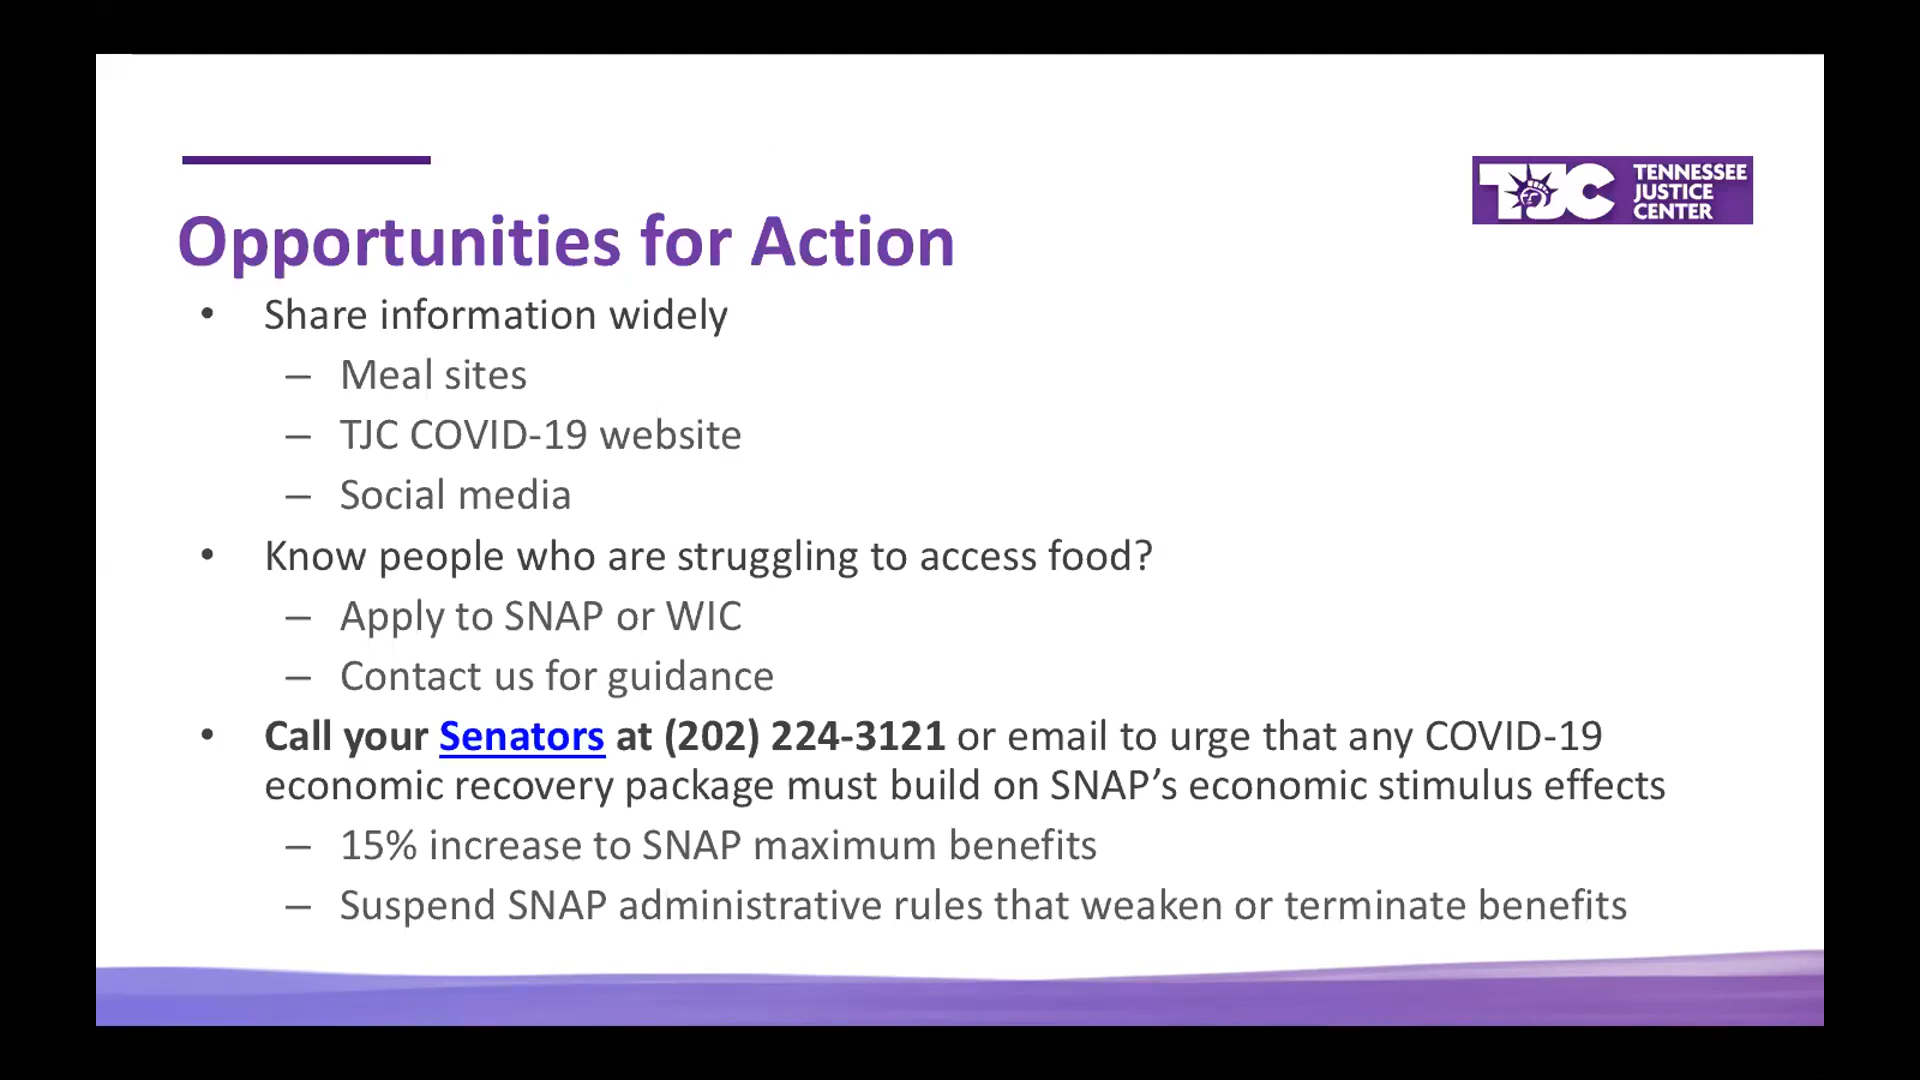 TJC TENNESSEE
JUSTICE
CENTER
Opportunities for Action
• Share information widely
– Meal sites
– TJC COVID-19 website
– Social media
• Know people who are struggling to access food?
– Apply to SNAP or WIC
– Contact us for guidance
• Call your Senators at (202) 224-3121 or email to urge that any COVID-19
economic recovery package must build on SNAP’s economic stimulus effects
– 15% increase to SNAP maximum benefits
– Suspend SNAP administrative rules that weaken or terminate benefits